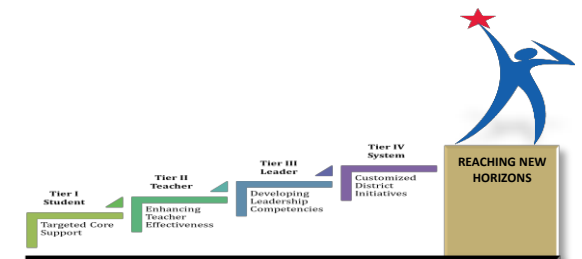 Tier I
Student
Targeted Core
Support
Tier II
Teacher
Enhancing
Teacher
Effectiveness
Tier III
Leader
Developing
Leadership
Competencies
Tier IV
System
Customized
District
Initiatives
REACHING NEW
HORIZONS